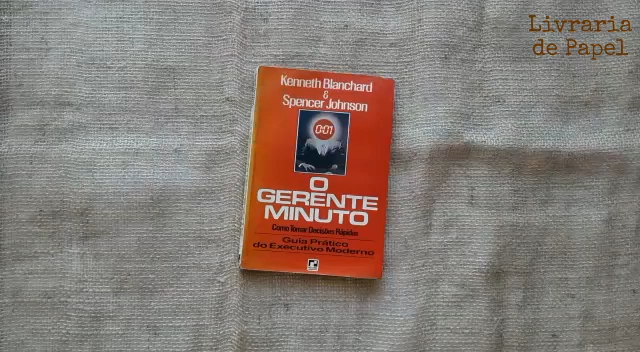 Livraria
de Papel
Kenneth Blanchard
&
Spencer Johnson
0:01
O
GERENTE
MINUTO
Como Tomar Decisões Rápidas
Guia Prático
do Executivo Moderno